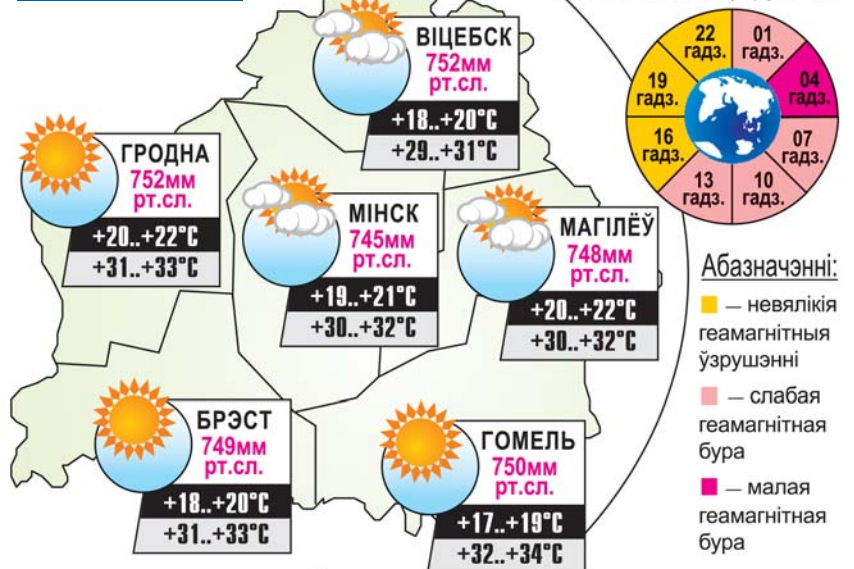 ВІЦЕБСК
752мм
рт.сл.
+18..+20°C
+29..+31°C
ГРОДНА
752мм
рт.сл.
+20..+22°C
+31..+33°C
МІНСК
745мм
рт.сл.
+19..+21°C
+30..+32°C
МАГІЛЁЎ
748мм
рт.сл.
+20..+22°C
+30..+32°C
БРЭСТ
749мм
рт.сл.
+18..+20°C
+31..+33°C
ГОМЕЛЬ
750мм
рт.сл.
+17..+19°C
+32..+34°C
22
гадз.
01
гадз.
04
гадз.
07
гадз.
10
гадз.
13
гадз.
16
гадз.
19
гадз.
Абазначэнні:
— невялікія
геамагнітныя
ўзрушэнні
— слабая
геамагнітная
бура
— малая
геамагнітная
бура